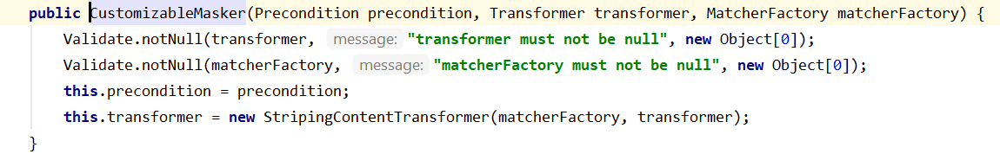 public CustomizableMasker(Precondition precondition, Transformer transformer, MatcherFactory matcherFactory) {
Validate.notNull(transformer, message: "transformer must not be null", new Object[0]);
Validate.notNull(matcherFactory, message: "matcherFactory must not be null", new Object[0]);
this.precondition = precondition;
this.transformer = new StripingContentTransformer(matcherFactory, transformer);
}